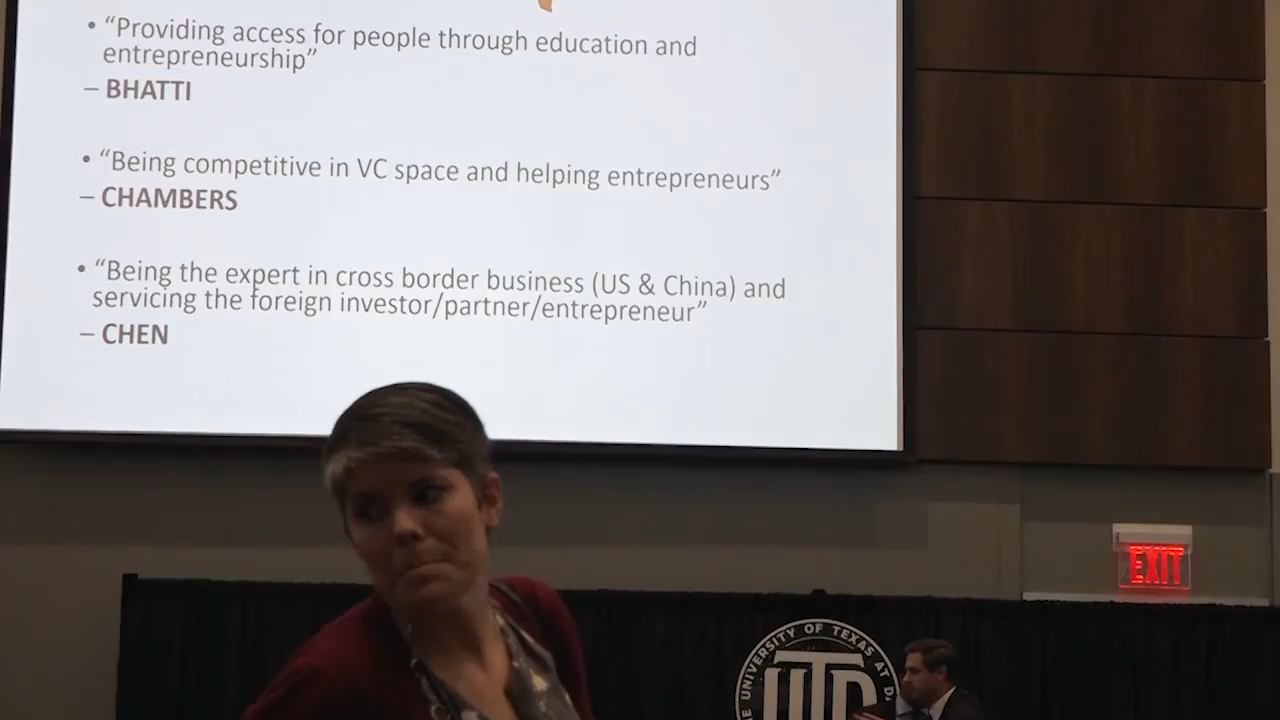 • “Providing access for people through education and
entrepreneurship”
– BHATTI
• “Being competitive in VC space and helping entrepreneurs”
– CHAMBERS
• “Being the expert in cross border business (US & China) and
servicing the foreign investor/partner/entrepreneur”
– CHEN
EXIT
UNIVERSITY OF TEXAS AT
UTD